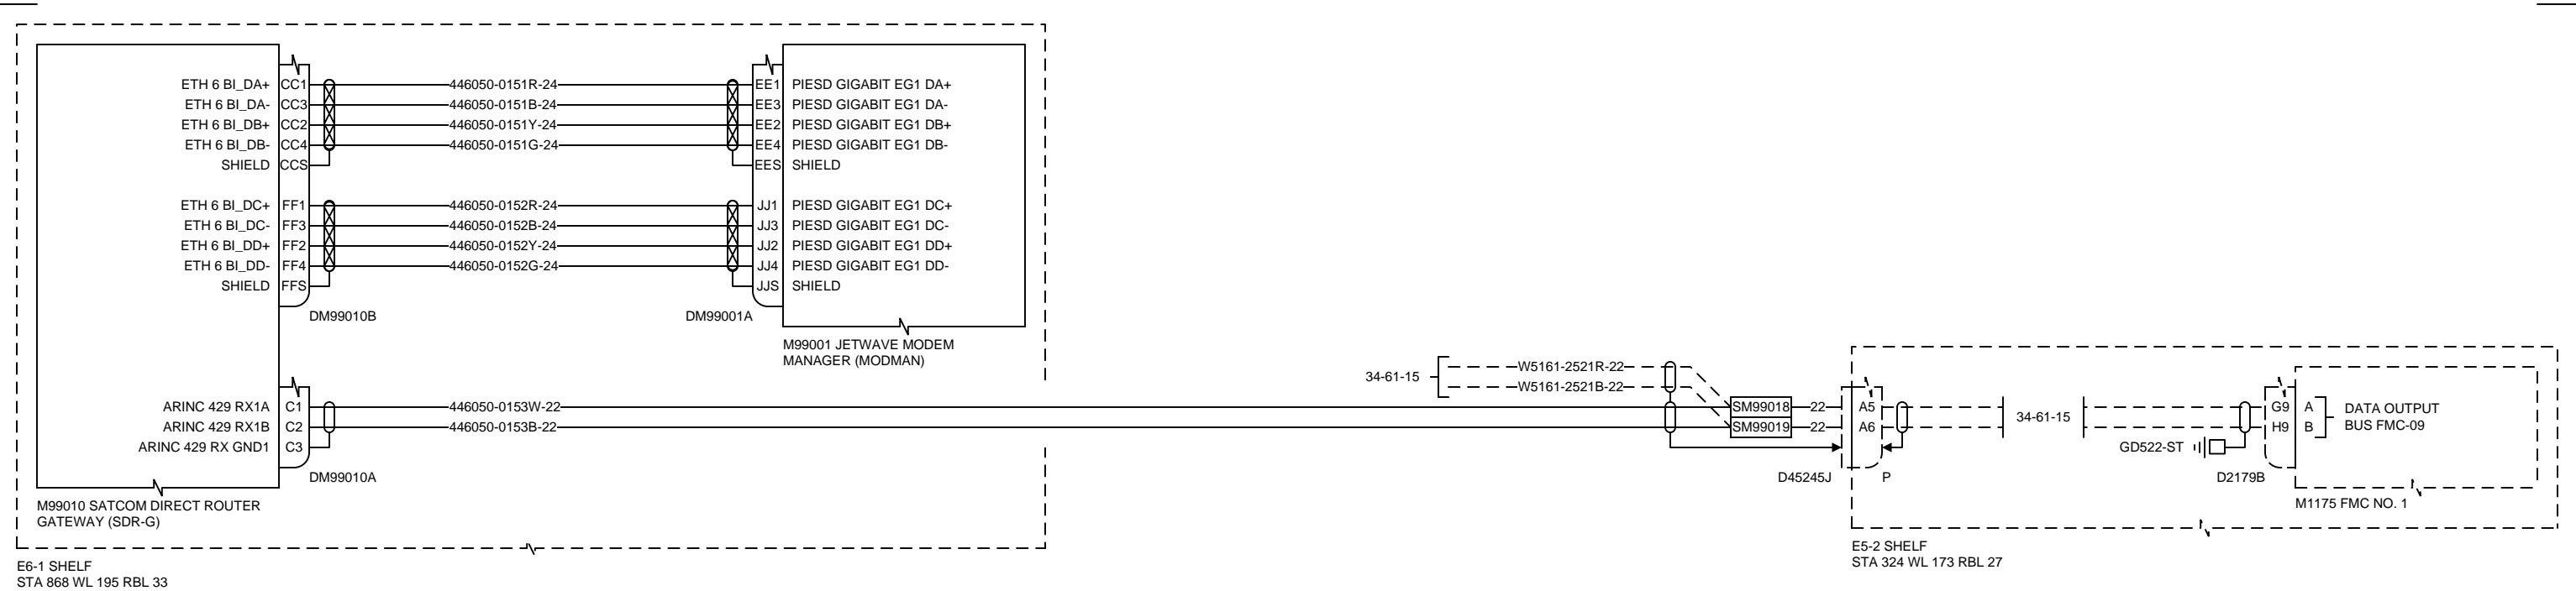 ETH 6 BI_DA+ CC1 446050-0151R-24 EE1 PIESD GIGABIT EG1 DA+
ETH 6 BI_DA- CC3 446050-0151B-24 EE3 PIESD GIGABIT EG1 DA-
ETH 6 BI_DB+ CC2 446050-0151Y-24 EE2 PIESD GIGABIT EG1 DB+
ETH 6 BI_DB- CC4 446050-0151G-24 EE4 PIESD GIGABIT EG1 DB-
SHIELD CCS EES SHIELD
ETH 6 BI_DC+ FF1 446050-0152R-24 JJ1 PIESD GIGABIT EG1 DC+
ETH 6 BI_DC- FF3 446050-0152B-24 JJ3 PIESD GIGABIT EG1 DC-
ETH 6 BI_DD+ FF2 446050-0152Y-24 JJ2 PIESD GIGABIT EG1 DD+
ETH 6 BI_DD- FF4 446050-0152G-24 JJ4 PIESD GIGABIT EG1 DD-
SHIELD FFS JJS SHIELD
DM99010B DM99001A
M99001 JETWAVE MODEM
MANAGER (MODMAN)
34-61-15
W5161-2521R-22
W5161-2521B-22
ARINC 429 RX1A C1 446050-0153W-22 SM99018 22 A5 G9 A
ARINC 429 RX1B C2 446050-0153B-22 SM99019 22 A6 H9 B
34-61-15
DATA OUTPUT
BUS FMC-09
ARINC 429 RX GND1 C3 GD522-ST
DM99010A D45245J P D2179B
M99010 SATCOM DIRECT ROUTER
GATEWAY (SDR-G)
M1175 FMC NO. 1
E5-2 SHELF
STA 324 WL 173 RBL 27
E6-1 SHELF
STA 868 WL 195 RBL 33